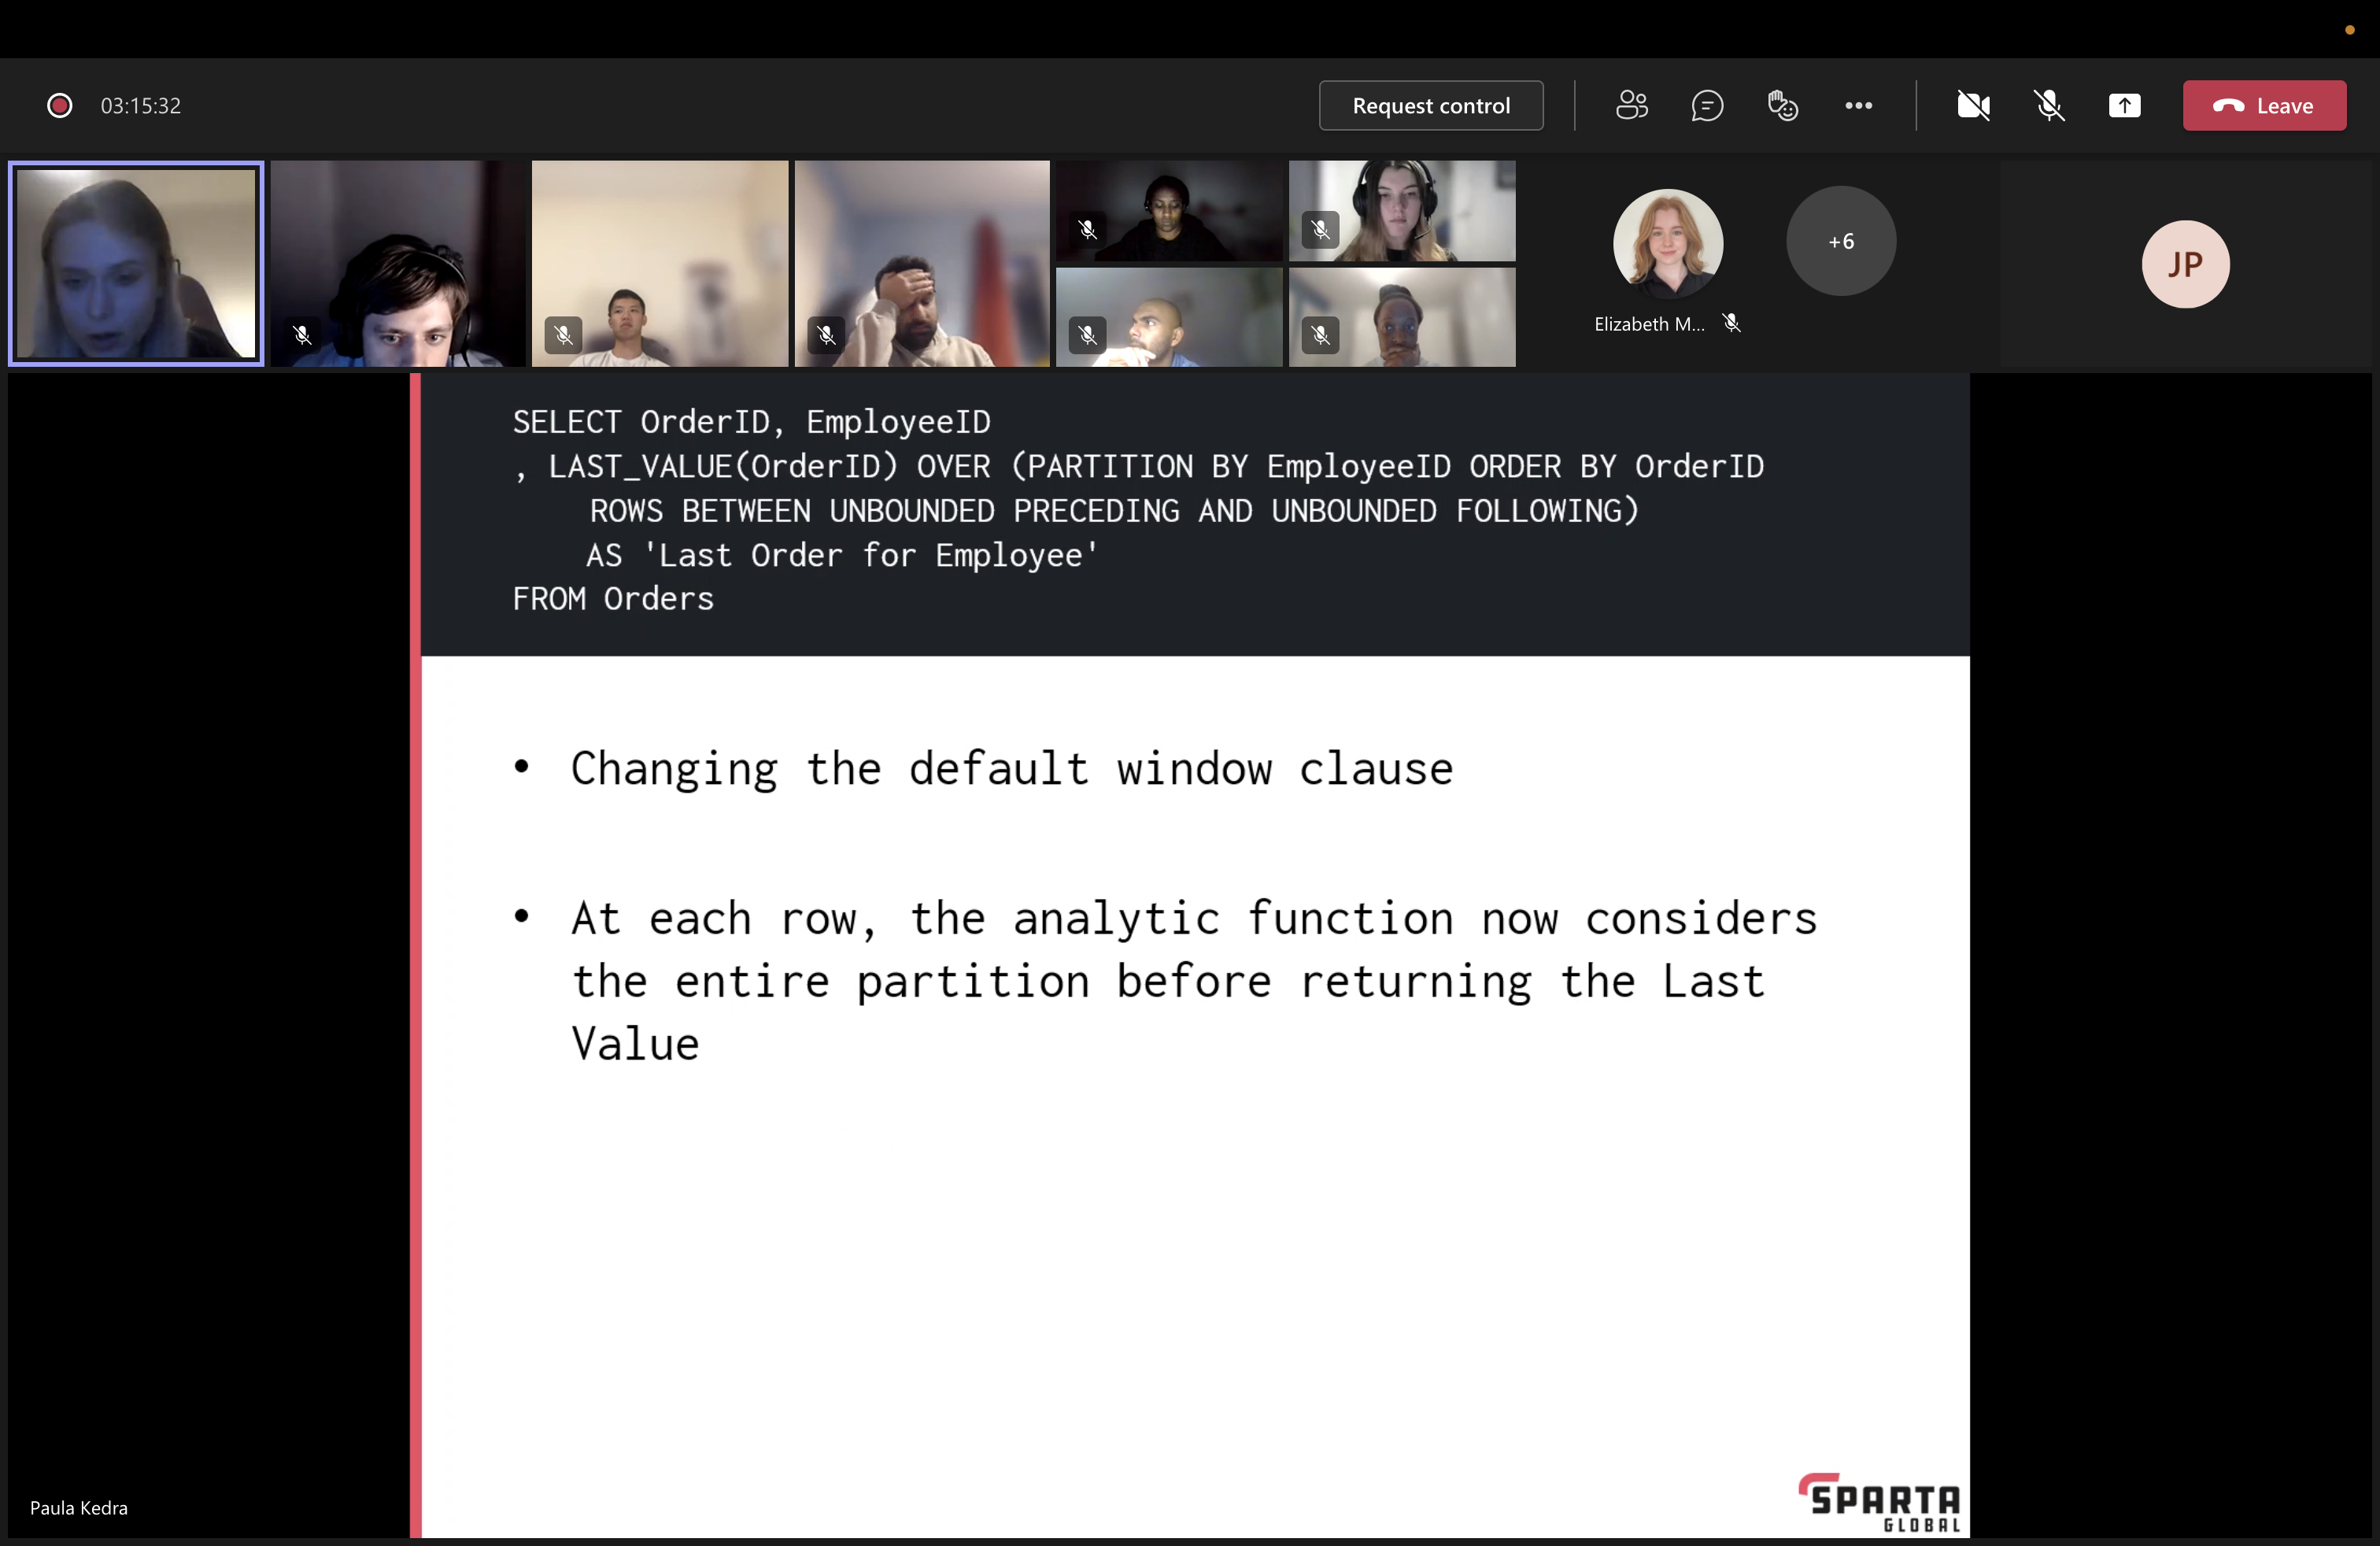 03:15:32
Request control
Leave
Elizabeth M...
+6
JP
SELECT OrderID, EmployeeID
, LAST_VALUE(OrderID) OVER (PARTITION BY EmployeeID ORDER BY OrderID
ROWS BETWEEN UNBOUNDED PRECEDING AND UNBOUNDED FOLLOWING)
AS 'Last Order for Employee'
FROM Orders
• Changing the default window clause
• At each row, the analytic function now considers
the entire partition before returning the Last
Value
Paula Kedra
SPARTA
GLOBAL